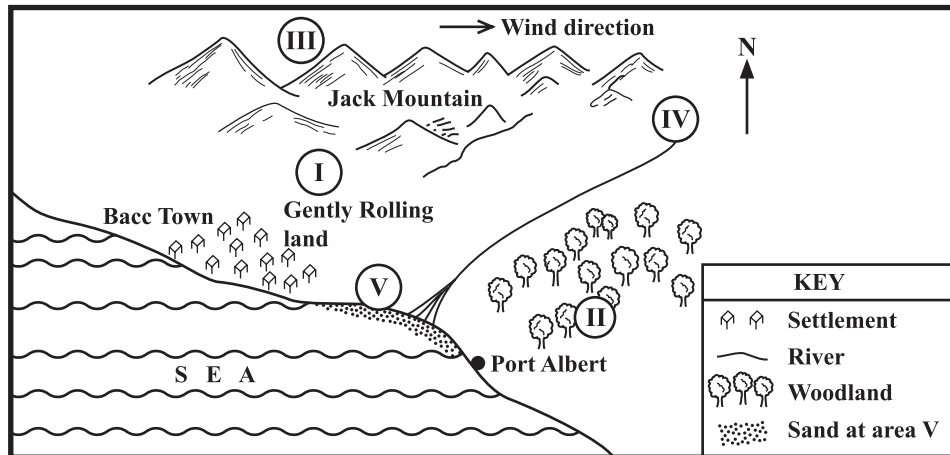 III
Wind direction
N
Jack Mountain
IV
I
Bacc Town
Gently Rolling
land
V
II
Port Albert
S E A
KEY
Settlement
River
Woodland
Sand at area V